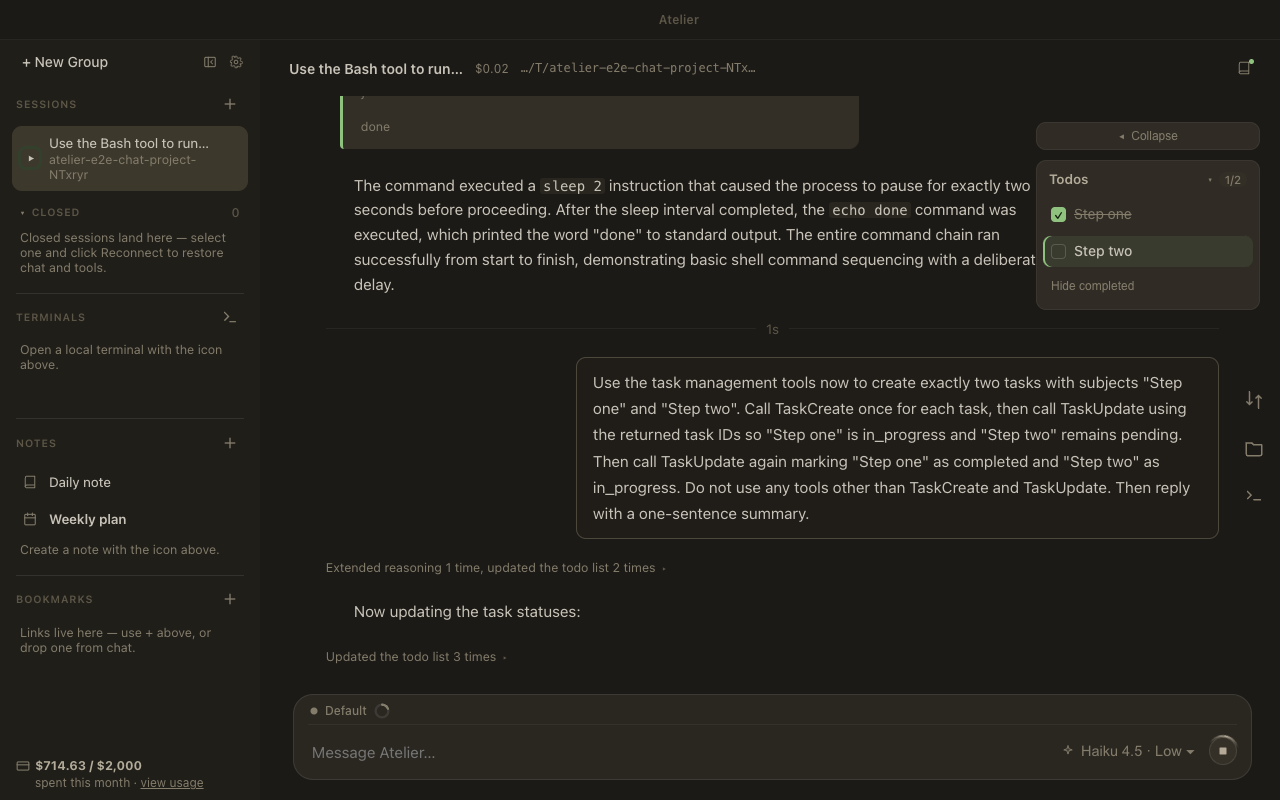 Atelier
+ New Group
SESSIONS
Use the Bash tool to run...
atelier-e2e-chat-project-
NTxryr
CLOSED
0
Closed sessions land here — select
one and click Reconnect to restore
chat and tools.
TERMINALS
Open a local terminal with the icon
above.
NOTES
Daily note
Weekly plan
Create a note with the icon above.
BOOKMARKS
Links live here — use + above, or
drop one from chat.
$714.63 / $2,000
spent this month · view usage
Use the Bash tool to run... $0.02 …/T/atelier-e2e-chat-project-NTx…
done
The command executed a sleep 2 instruction that caused the process to pause for exactly two
seconds before proceeding. After the sleep interval completed, the echo done command was
executed, which printed the word "done" to standard output. The entire command chain ran
successfully from start to finish, demonstrating basic shell command sequencing with a deliberat
delay.
Collapse
Todos
1/2
Step one
Step two
Hide completed
1s
Use the task management tools now to create exactly two tasks with subjects "Step
one" and "Step two". Call TaskCreate once for each task, then call TaskUpdate using
the returned task IDs so "Step one" is in_progress and "Step two" remains pending.
Then call TaskUpdate again marking "Step one" as completed and "Step two" as
in_progress. Do not use any tools other than TaskCreate and TaskUpdate. Then reply
with a one-sentence summary.
Extended reasoning 1 time, updated the todo list 2 times
Now updating the task statuses:
Updated the todo list 3 times
Default
Message Atelier...
Haiku 4.5 · Low